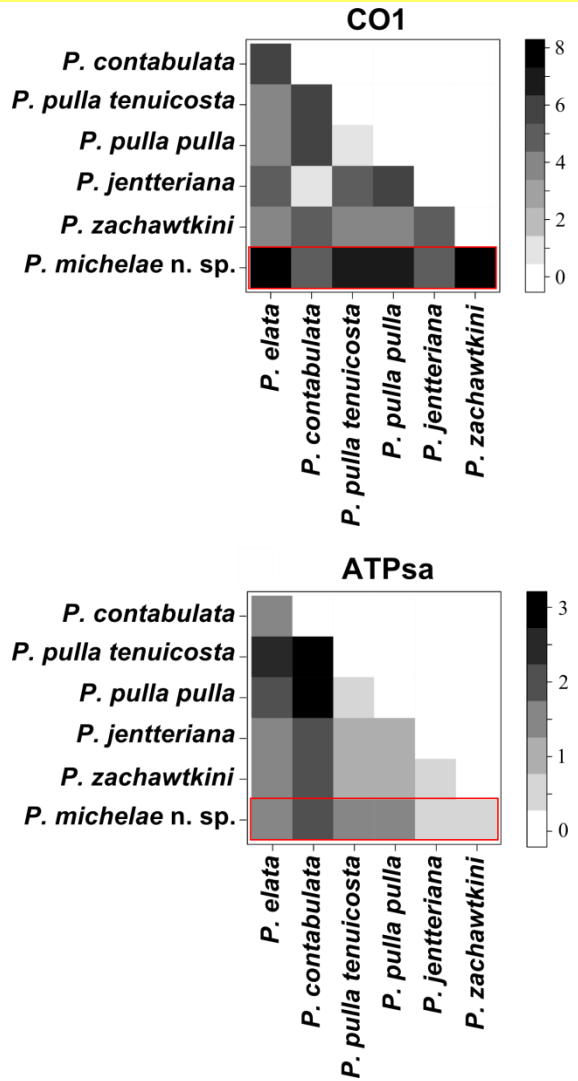 CO1
P. contabulata
P. pulla tenuicosta
P. pulla pulla
P. jentteriana
P. zachawtkini
P. michelae n. sp.
8
6
4
2
0
P. elata
P. contabulata
P. pulla tenuicosta
P. pulla pulla
P. jentteriana
P. zachawtkini
ATPsa
P. contabulata
P. pulla tenuicosta
P. pulla pulla
P. jentteriana
P. zachawtkini
P. michelae n. sp.
3
2
1
0
P. elata
P. contabulata
P. pulla tenuicosta
P. pulla pulla
P. jentteriana
P. zachawtkini